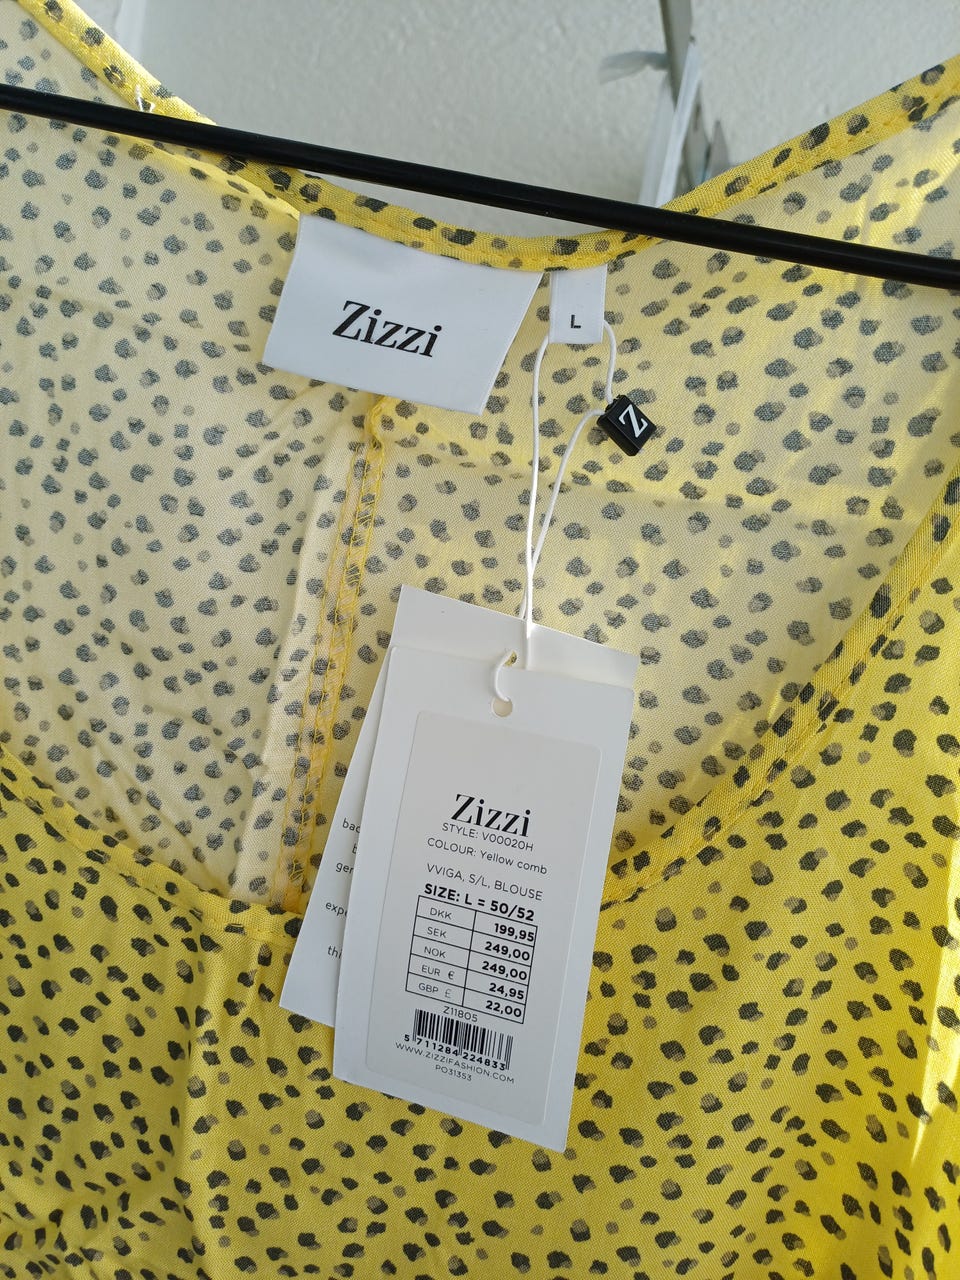 Zizzi
L
Z
Zizzi
STYLE: V00020H
COLOUR: Yellow comb
VVIGA, S/L, BLOUSE
SIZE: L = 50/52
DKK 199,95
SEK 249,00
NOK 249,00
EUR € 24,95
GBP £ 22,00
Z11805
5 711284 224833
WWW.ZIZZIFASHION.COM
PO31353